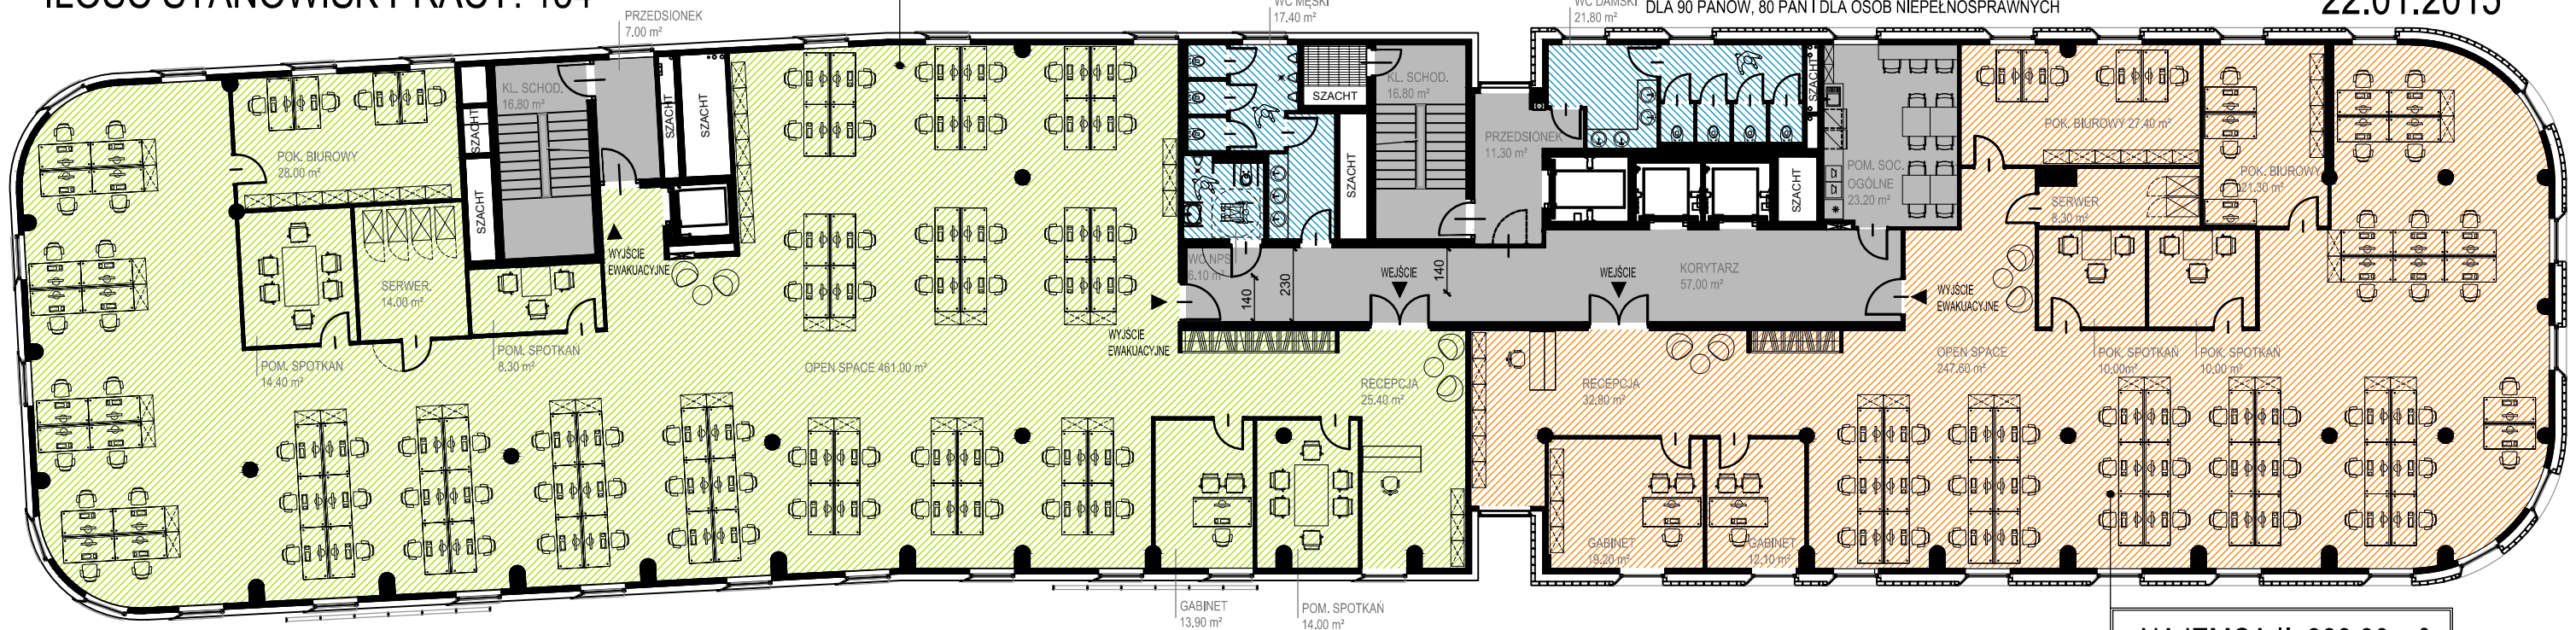 PRZEDSIONEK
7.00 m²
WC MĘSKI
17.40 m²
WC DAMSKI
21.80 m²
DLA 90 PANÓW, 80 PAŃ I DLA OSÓB NIEPEŁNOSPRAWNYCH
22.01.2015
KL. SCHOD.
16.80 m²
SZACHT
SZACHT
SZACHT
SZACHT
POK. BIUROWY
28.00 m²
SERWER.
14.00 m²
WYJŚCIE
EWAKUACYJNE
POM. SPOTKAŃ
14.40 m²
POM. SPOTKAŃ
8.30 m²
OPEN SPACE 461.00 m²
WYJŚCIE
EWAKUACYJNE
SZACHT
SZACHT
KL. SCHOD.
16.80 m²
WC NPS
6.10 m²
140
230
WEJŚCIE
140
WEJŚCIE
KORYTARZ
57.00 m²
PRZEDSIONEK
11.30 m²
SZACHT
SZACHT
POM. SOC.
OGÓLNE
23.20 m²
POK. BIUROWY 27.40 m²
POK. BIUROWY
21.30 m²
SERWER
8.30 m²
WYJŚCIE
EWAKUACYJNE
OPEN SPACE
247.60 m²
POK. SPOTKAŃ
10.00m²
POK. SPOTKAŃ
10.00 m²
RECEPCJA
25.40 m²
RECEPCJA
32.80 m²
GABINET
19.20 m²
GABINET
12.10 m²
GABINET
13.90 m²
POM. SPOTKAŃ
14.00 m²